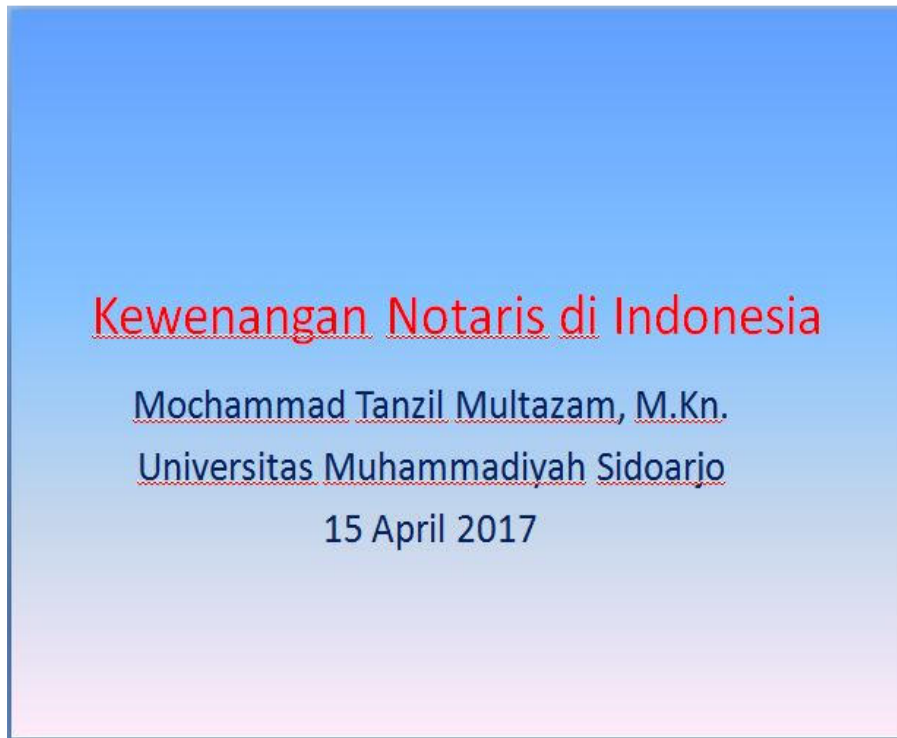 Kewenangan Notaris di Indonesia
Mochammad Tanzil Multazam, M.Kn.
Universitas Muhammadiyah Sidoarjo
15 April 2017